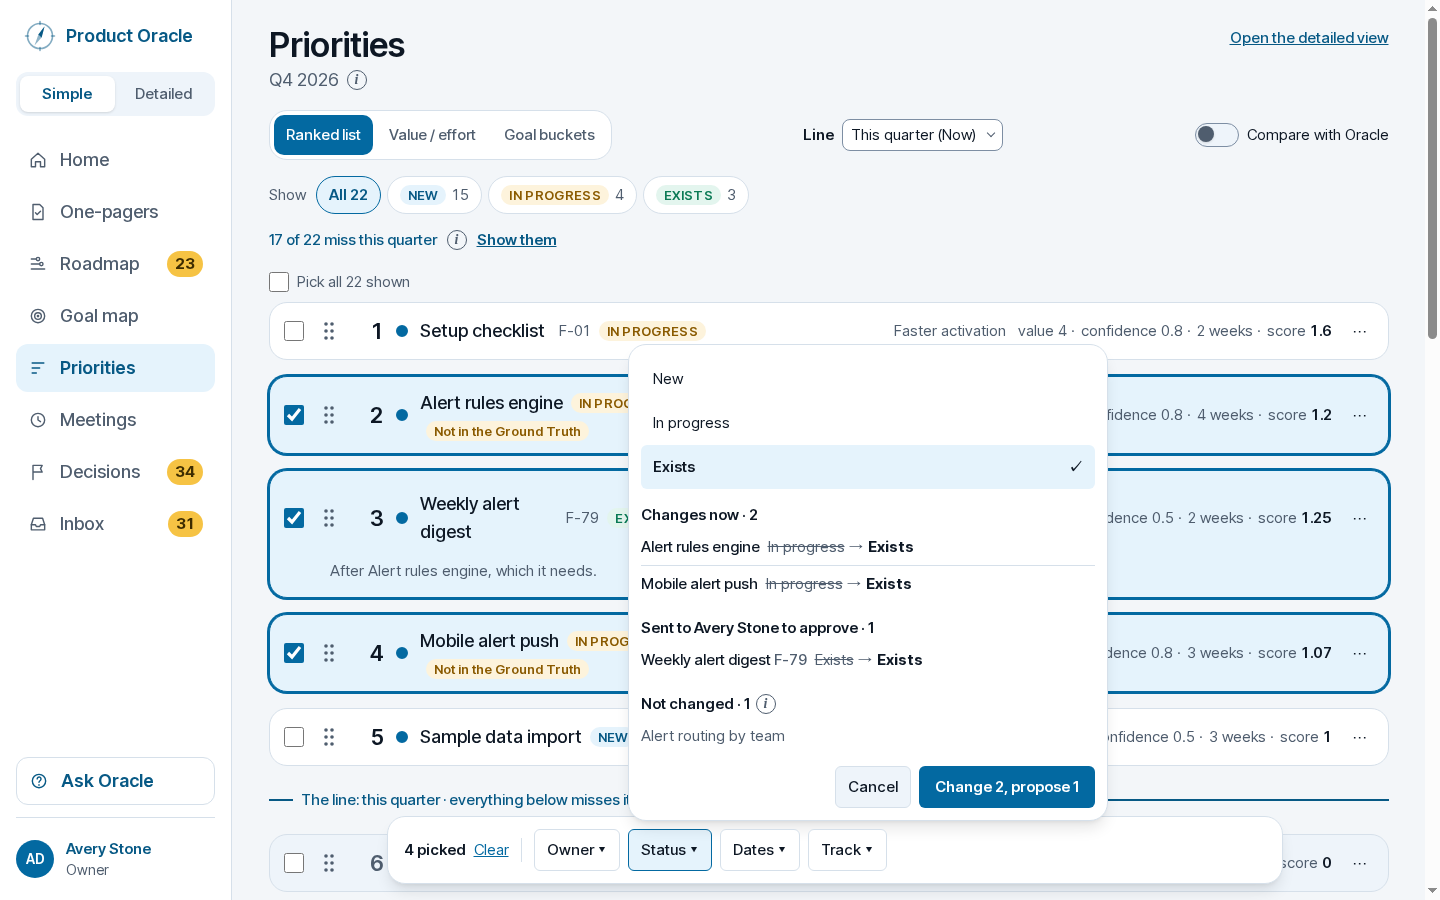 Product Oracle
Simple
Detailed
Home
One-pagers
Roadmap 23
Goal map
Priorities
Meetings
Decisions 34
Inbox 31
Ask Oracle
AD
Avery Stone
Owner
Priorities
Open the detailed view
Q4 2026 i
Ranked list
Value / effort
Goal buckets
Line
This quarter (Now)
Compare with Oracle
Show
All 22
NEW 15
IN PROGRESS 4
EXISTS 3
17 of 22 miss this quarter i Show them
Pick all 22 shown
1 Setup checklist F-01 IN PROGRESS Faster activation value 4 · confidence 0.8 · 2 weeks · score 1.6 ···
2 Alert rules engine
Not in the Ground Truth
0.8 · 4 weeks · score 1.2 ···
3 Weekly alert
digest
F-79
0.5 · 2 weeks · score 1.25 ···
After Alert rules engine, which it needs.
4 Mobile alert push
Not in the Ground Truth
0.8 · 3 weeks · score 1.07 ···
5 Sample data import NEW
0.5 · 3 weeks · score 1 ···
The line: this quarter · everything below misses it
6
score 0 ···
New
In progress
Exists ✓
Changes now · 2
Alert rules engine In progress → Exists
Mobile alert push In progress → Exists
Sent to Avery Stone to approve · 1
Weekly alert digest F-79 Exists → Exists
Not changed · 1 i
Alert routing by team
Cancel
Change 2, propose 1
4 picked Clear
Owner ▾
Status ▾
Dates ▾
Track ▾